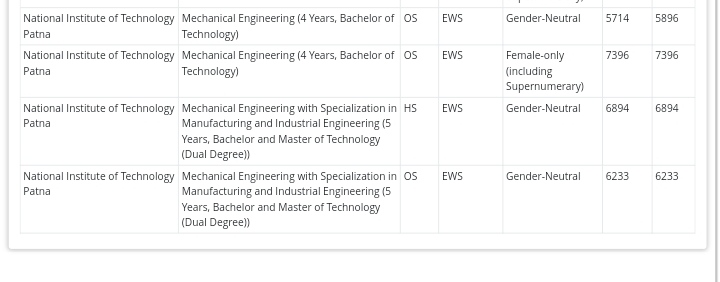 National Institute of Technology Mechanical Engineering (4 Years, Bachelor of OS EWS Gender-Neutral 5714 5896
Patna Technology)
National Institute of Technology Mechanical Engineering (4 Years, Bachelor of OS EWS Female-only 7396 7396
Patna Technology) (including
Supernumerary)
National Institute of Technology Mechanical Engineering with Specialization in HS EWS Gender-Neutral 6894 6894
Patna Manufacturing and Industrial Engineering (5
Years, Bachelor and Master of Technology
(Dual Degree))
National Institute of Technology Mechanical Engineering with Specialization in OS EWS Gender-Neutral 6233 6233
Patna Manufacturing and Industrial Engineering (5
Years, Bachelor and Master of Technology
(Dual Degree))